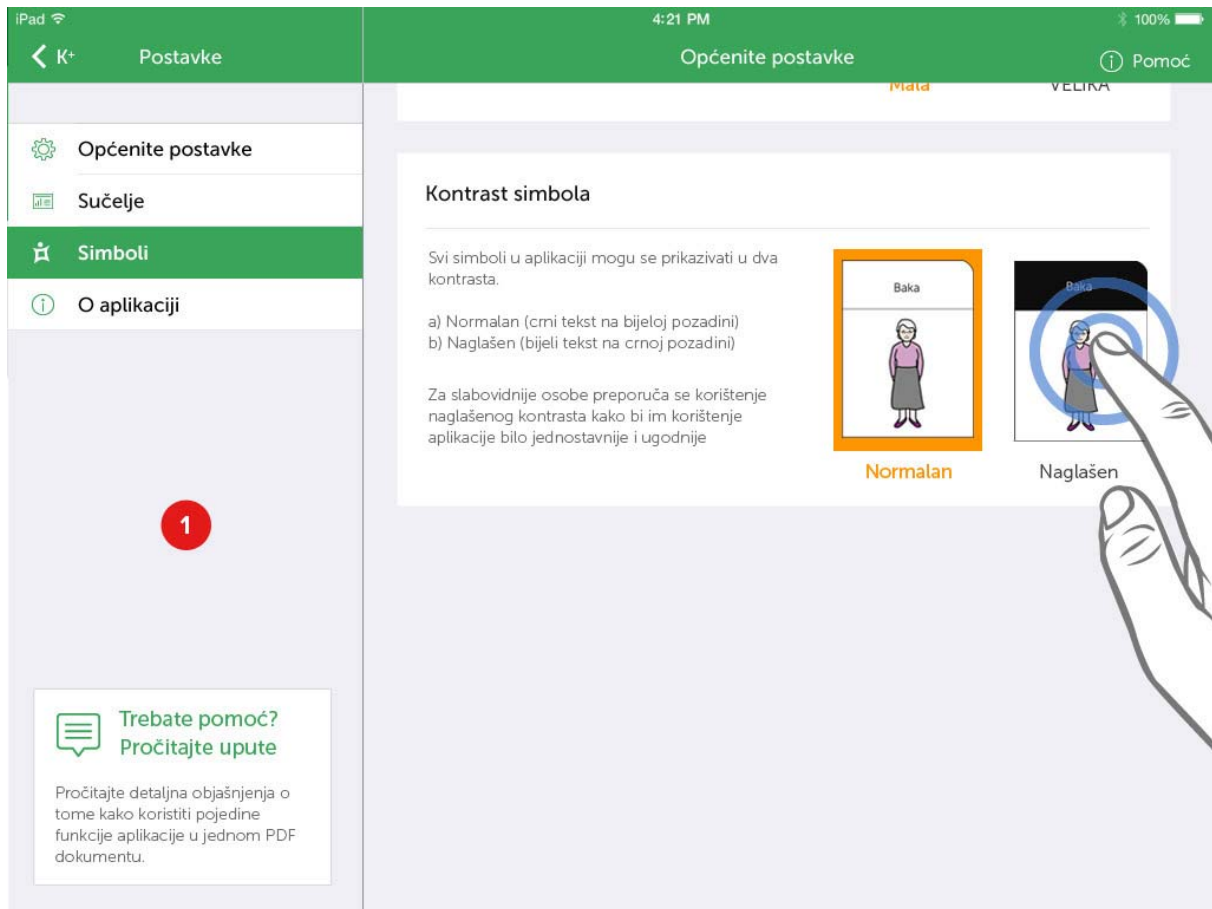 iPad 4:21 PM 100%
K+ Postavke Općenite postavke Pomoć
Mala VELIKA
Općenite postavke
Sučelje
Simboli
O aplikaciji
Kontrast simbola
Svi simboli u aplikaciji mogu se prikazivati u dva
kontrasta.
a) Normalan (crni tekst na bijeloj pozadini)
b) Naglašen (bijeli tekst na crnoj pozadini)
Za slabovidnije osobe preporuča se korištenje
naglašenog kontrasta kako bi im korištenje
aplikacije bilo jednostavnije i ugodnije
Baka Baka
Normalan Naglašen
1
Trebate pomoć?
Pročitajte upute
Pročitajte detaljna objašnjenja o
tome kako koristiti pojedine
funkcije aplikacije u jednom PDF
dokumentu.